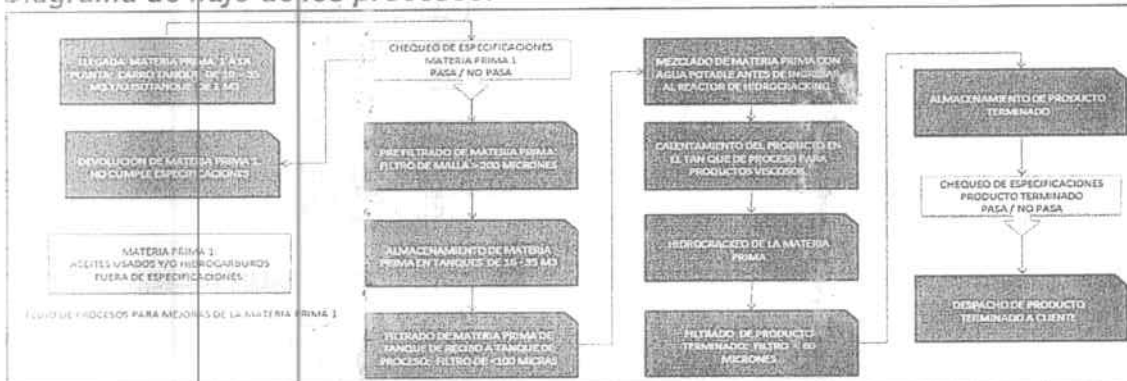 Diagrama de flujo de los procesos.
LLEGADA MATERIA PRIMA 1 A LA
PLANTA: CARRO TANQUE DE 10 - 35
M3 Y/O ISOTANQUE DE 1 M3
DEVOLUCION DE MATERIA PRIMA 1.
NO CUMPLE ESPECIFICACIONES
MATERIA PRIMA 1:
ACEITES USADOS Y/O HIDROCARBUROS
FUERA DE ESPECIFICACIONES
FLUJO DE PROCESOS PARA MEJORAS DE LA MATERIA PRIMA 1
CHEQUEO DE ESPECIFICACIONES
MATERIA PRIMA 1
PASA / NO PASA
PREFILTRADO DE MATERIA PRIMA:
FILTRO DE MALLA > 200 MICRONES
ALMACENAMIENTO DE MATERIA
PRIMA EN TANQUES DE 10 - 35 M3
FILTRADO DE MATERIA PRIMA DE
TANQUE DE RECIBO A TANQUE DE
PROCESO: FILTRO DE <100 MICRAS
MEZCLADO DE MATERIA PRIMA CON
AGUA POTABLE ANTES DE INGRESAR
AL REACTOR DE HIDROCRACKING
CALENTAMIENTO DEL PRODUCTO EN
EL TAN QUE DE PROCESO PARA
PRODUCTOS VISCOSOS
HIDROCRACKEO DE LA MATERIA
PRIMA
FILTRADO DE PRODUCTO
TERMINADO: FILTRO < 60
MICRONES
ALMACENAMIENTO DE PRODUCTO
TERMINADO
CHEQUEO DE ESPECIFICACIONES
PRODUCTO TERMINADO
PASA / NO PASA
DESPACHO DE PRODUCTO
TERMINADO A CLIENTE